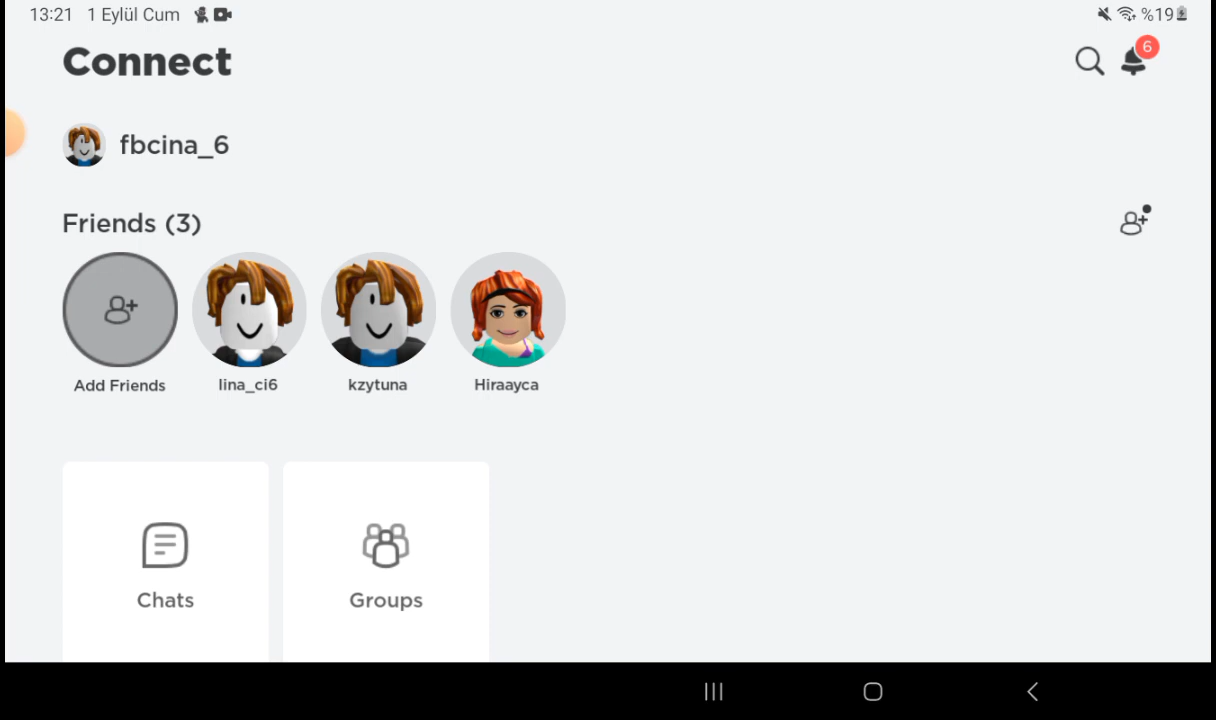 13:21 1 Eylül Cum %19
Connect
6
fbcina_6
Friends (3)
Add Friends lina_ci6 kzytuna Hiraayca
Chats Groups